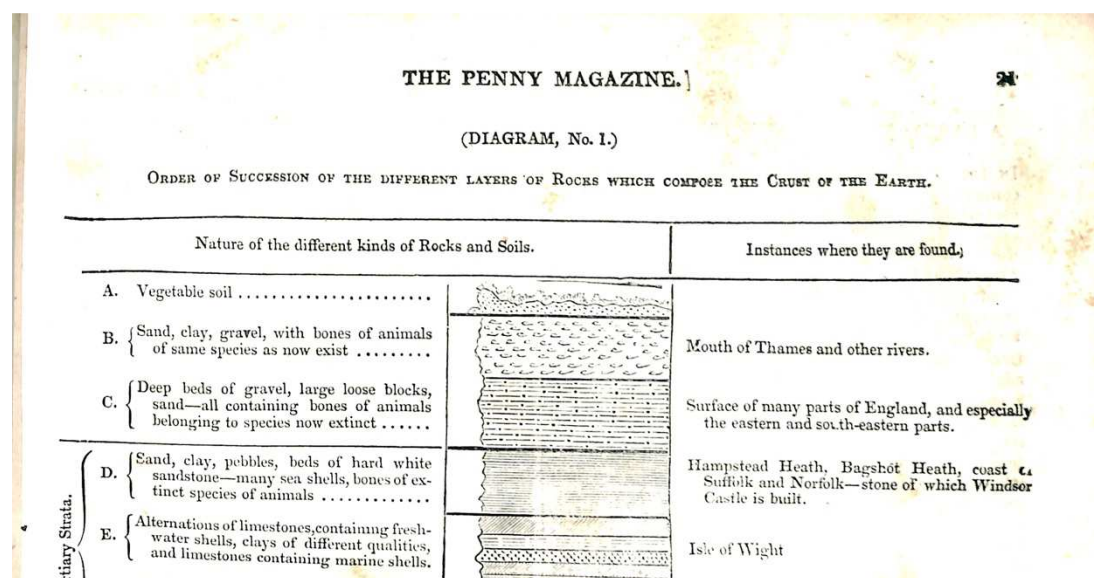 THE PENNY MAGAZINE.]
21
(DIAGRAM, No. 1.)
ORDER OF SUCCESSION OF THE DIFFERENT LAYERS OF ROCKS WHICH COMPOSE THE CRUST OF THE EARTH.
Nature of the different kinds of Rocks and Soils.
Instances where they are found.
A. Vegetable soil ........................
B. Sand, clay, gravel, with bones of animals
of same species as now exist .........
Mouth of Thames and other rivers.
C. Deep beds of gravel, large loose blocks,
sand—all containing bones of animals
belonging to species now extinct ......
Surface of many parts of England, and especially
the eastern and south-eastern parts.
D. Sand, clay, pebbles, beds of hard white
sandstone—many sea shells, bones of ex-
tinct species of animals .............
Hampstead Heath, Bagshot Heath, coast
Suffolk and Norfolk—stone of which Windsor
Castle is built.
E. Alternations of limestones, containing fresh-
water shells, clays of different qualities,
and limestones containing marine shells.
Isle of Wight
tiary Strata.